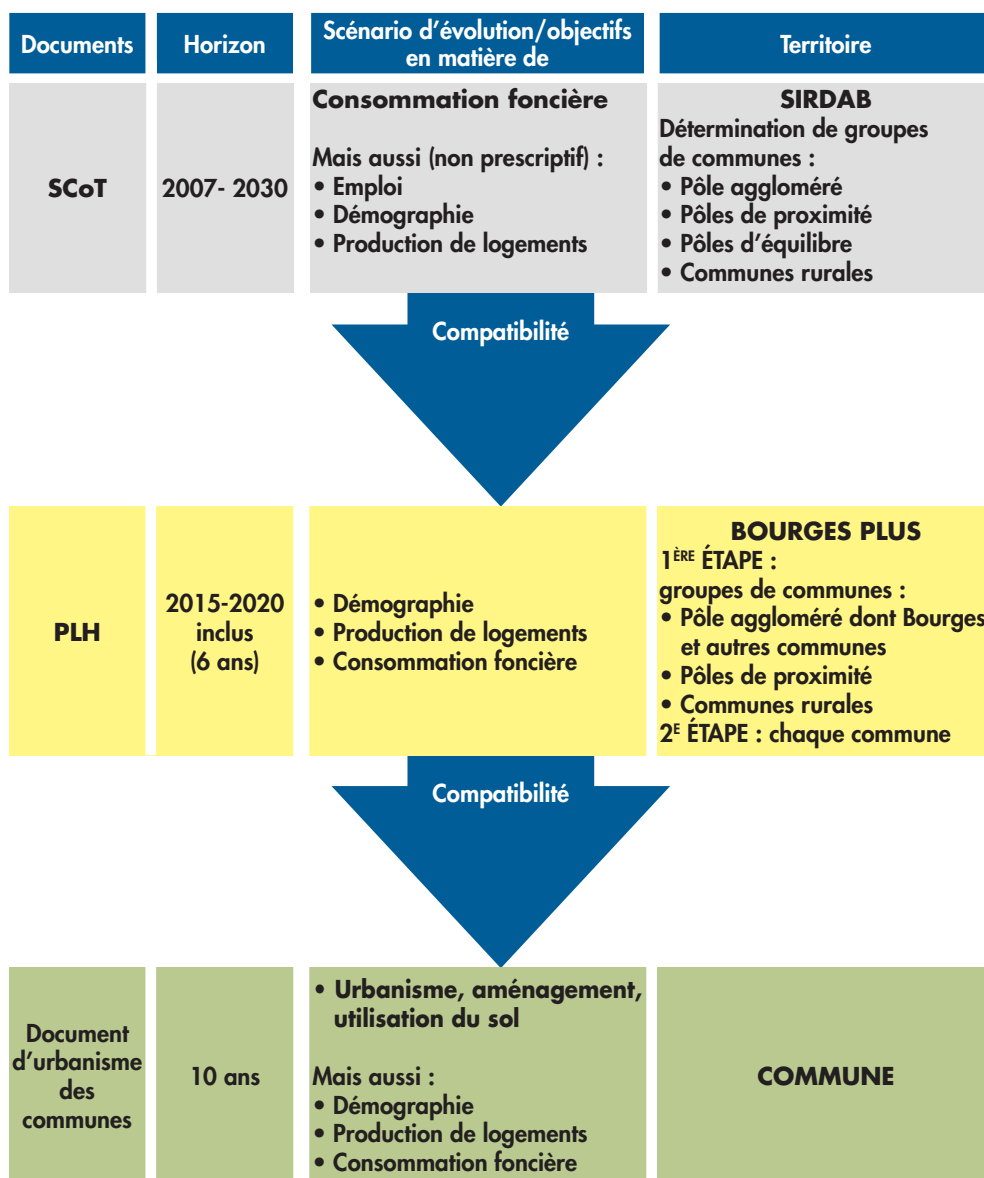 Documents
Horizon
Scénario d'évolution/objectifs
en matière de
Territoire
SCoT
2007- 2030
Consommation foncière
Mais aussi (non prescriptif) :
• Emploi
• Démographie
• Production de logements
SIRDAB
Détermination de groupes
de communes :
• Pôle aggloméré
• Pôles de proximité
• Pôles d'équilibre
• Communes rurales
Compatibilité
PLH
2015-2020
inclus
(6 ans)
• Démographie
• Production de logements
• Consommation foncière
BOURGES PLUS
1ÈRE ÉTAPE :
groupes de communes :
• Pôle aggloméré dont Bourges
et autres communes
• Pôles de proximité
• Communes rurales
2E ÉTAPE : chaque commune
Compatibilité
Document
d'urbanisme
des
communes
10 ans
• Urbanisme, aménagement,
utilisation du sol
Mais aussi :
• Démographie
• Production de logements
• Consommation foncière
COMMUNE